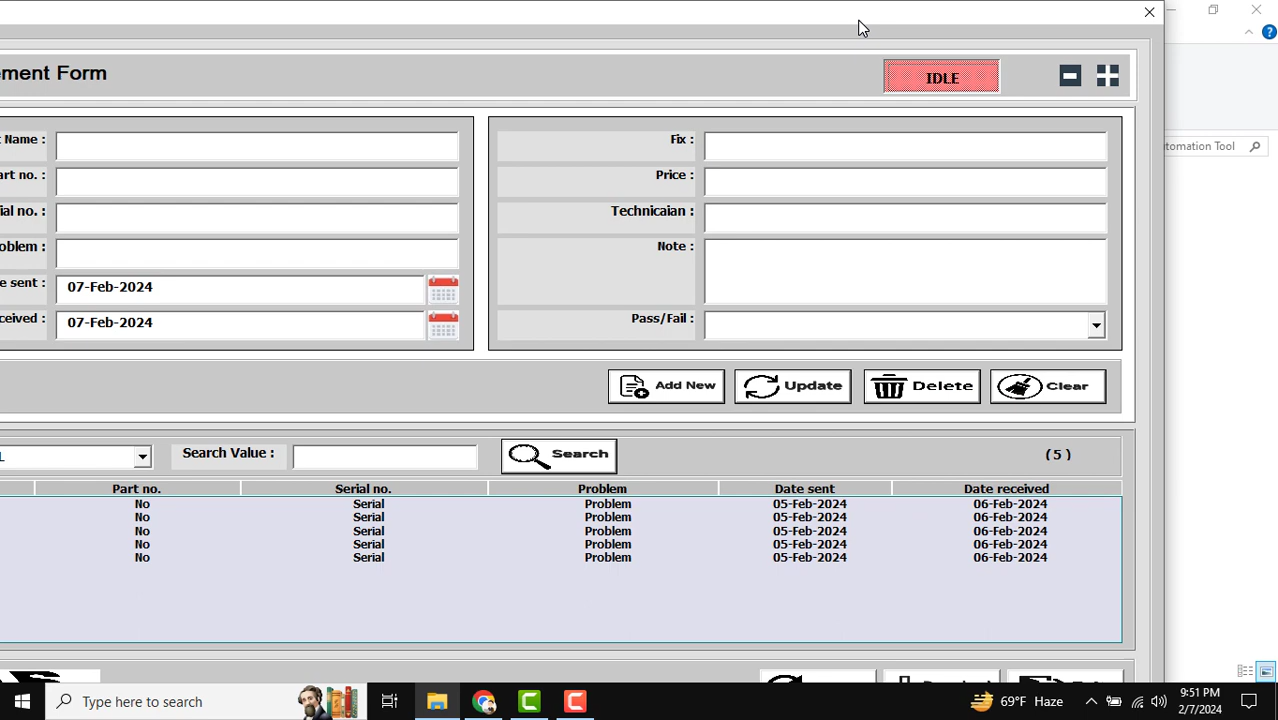 ement Form
IDLE
t Name :
art no. :
ial no. :
oblem :
e sent : 07-Feb-2024
ceived : 07-Feb-2024
Fix :
Price :
Technicaian :
Note :
Pass/Fail :
utomation Tool
Add New
Update
Delete
Clear
L
Search Value :
Search
( 5 )
Part no. Serial no. Problem Date sent Date received
No Serial Problem 05-Feb-2024 06-Feb-2024
No Serial Problem 05-Feb-2024 06-Feb-2024
No Serial Problem 05-Feb-2024 06-Feb-2024
No Serial Problem 05-Feb-2024 06-Feb-2024
No Serial Problem 05-Feb-2024 06-Feb-2024
Type here to search
69°F Haze
9:51 PM
2/7/2024